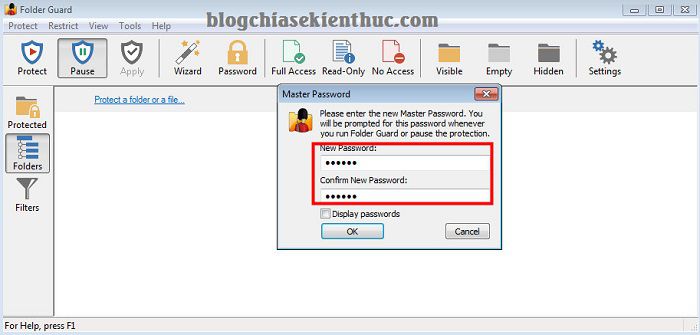 Folder Guard
blogchiasekienthuc.com
Protect Restrict View Tools Help
Protect Pause Apply Wizard Password Full Access Read-Only No Access Visible Empty Hidden Settings
Protected
Folders
Filters
Protect a folder or a file...
Master Password
Please enter the new Master Password. You
will be prompted for this password whenever
you run Folder Guard or pause the protection.
New Password:
••••••
Confirm New Password:
••••••
Display passwords
OK Cancel
For Help, press F1